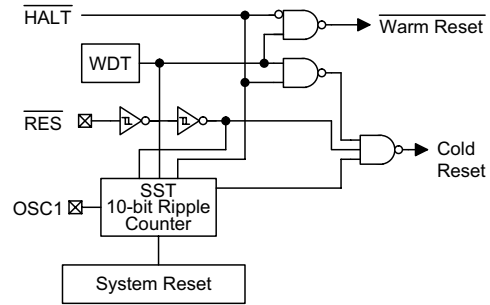 HALT
Warm Reset
WDT
RES
Cold
Reset
SST
OSC1
10-bit Ripple
Counter
System Reset